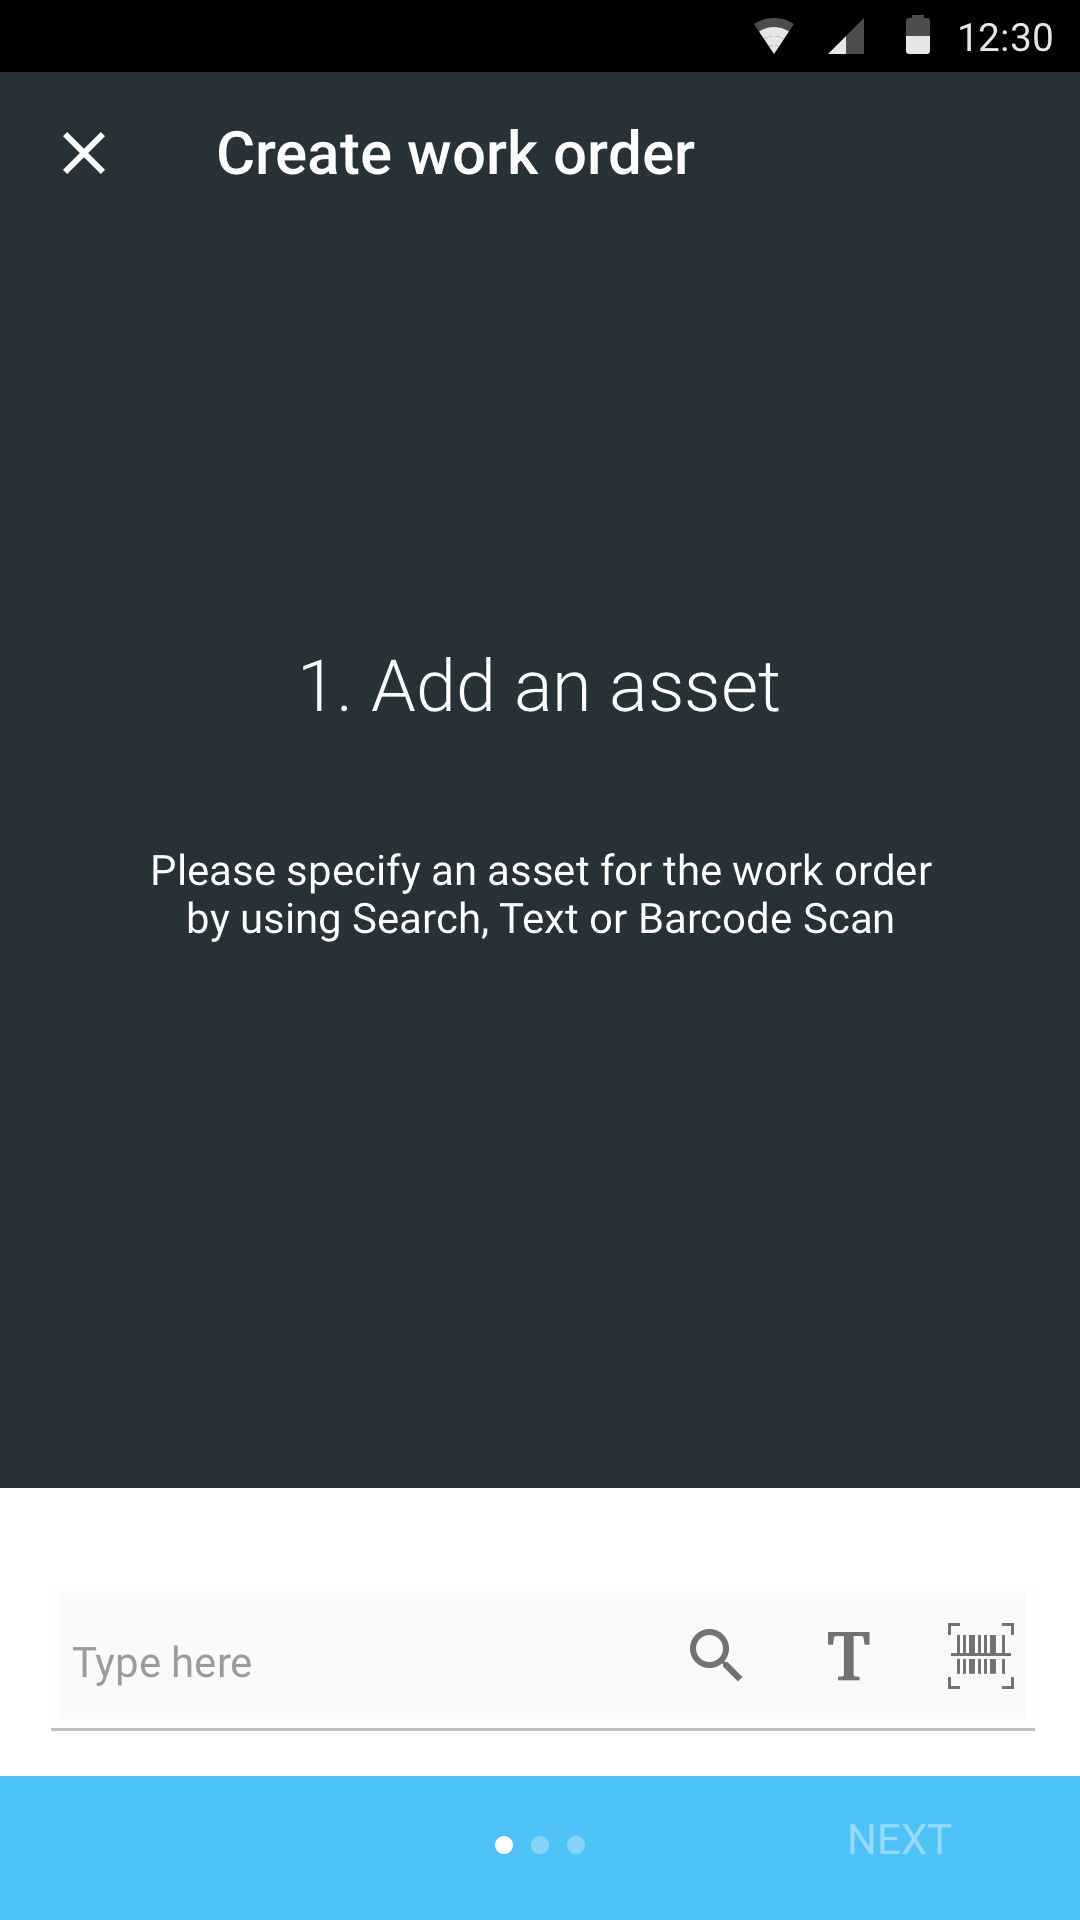 12:30
Create work order
1. Add an asset
Please specify an asset for the work order
by using Search, Text or Barcode Scan
Type here
T
NEXT